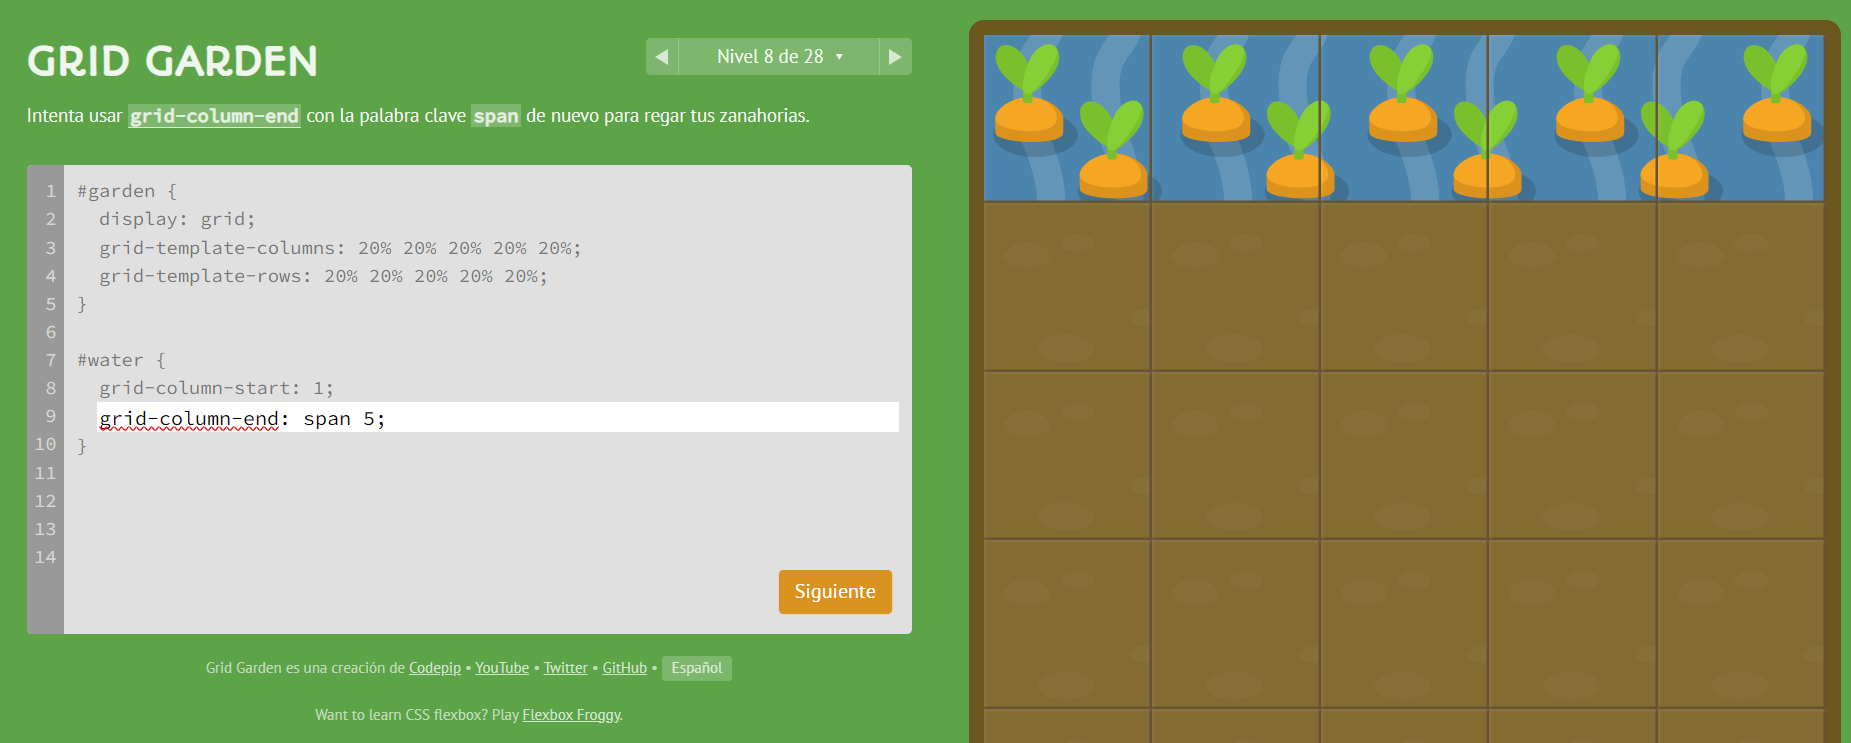 GRID GARDEN
◀ Nivel 8 de 28 ▾ ▶
Intenta usar grid-column-end con la palabra clave span de nuevo para regar tus zanahorias.
1 #garden {
2 display: grid;
3 grid-template-columns: 20% 20% 20% 20% 20%;
4 grid-template-rows: 20% 20% 20% 20% 20%;
5 }
6
7 #water {
8 grid-column-start: 1;
9 grid-column-end: span 5;
10 }
11
12
13
14
Siguiente
Grid Garden es una creación de Codepip • YouTube • Twitter • GitHub • Español
Want to learn CSS flexbox? Play Flexbox Froggy.